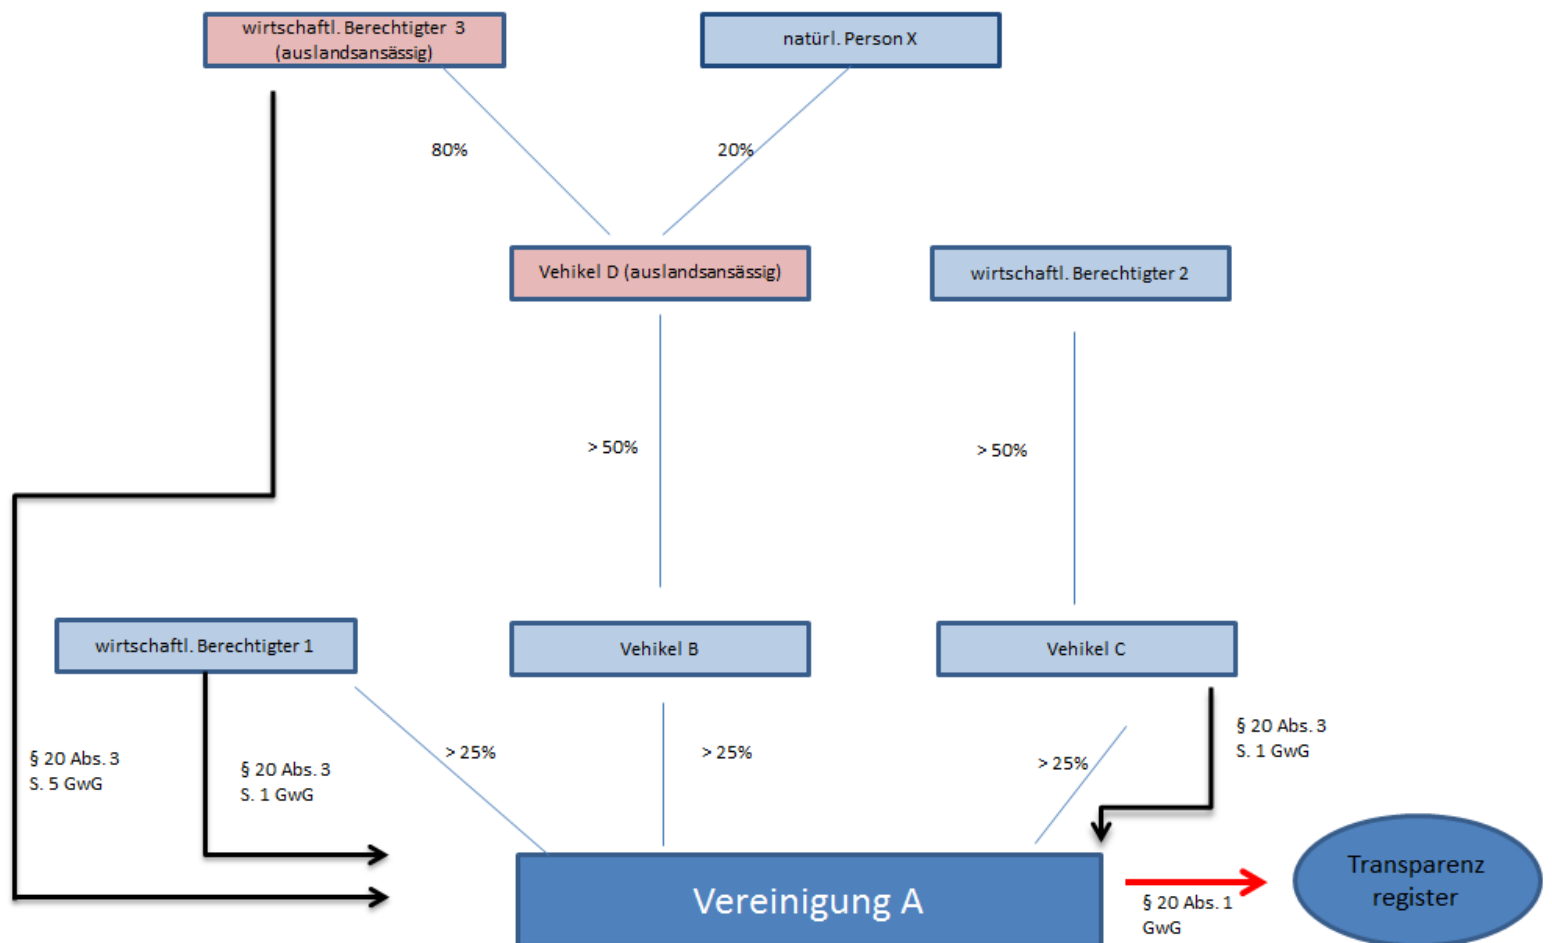 wirtschaftl. Berechtigter 3
(auslandsansässig)
natürl. Person X
80%
20%
Vehikel D (auslandsansässig)
wirtschaftl. Berechtigter 2
> 50%
> 50%
wirtschaftl. Berechtigter 1
Vehikel B
Vehikel C
§ 20 Abs. 3
S. 5 GwG
§ 20 Abs. 3
S. 1 GwG
> 25%
> 25%
> 25%
§ 20 Abs. 3
S. 1 GwG
Vereinigung A
§ 20 Abs. 1
GwG
Transparenz
register